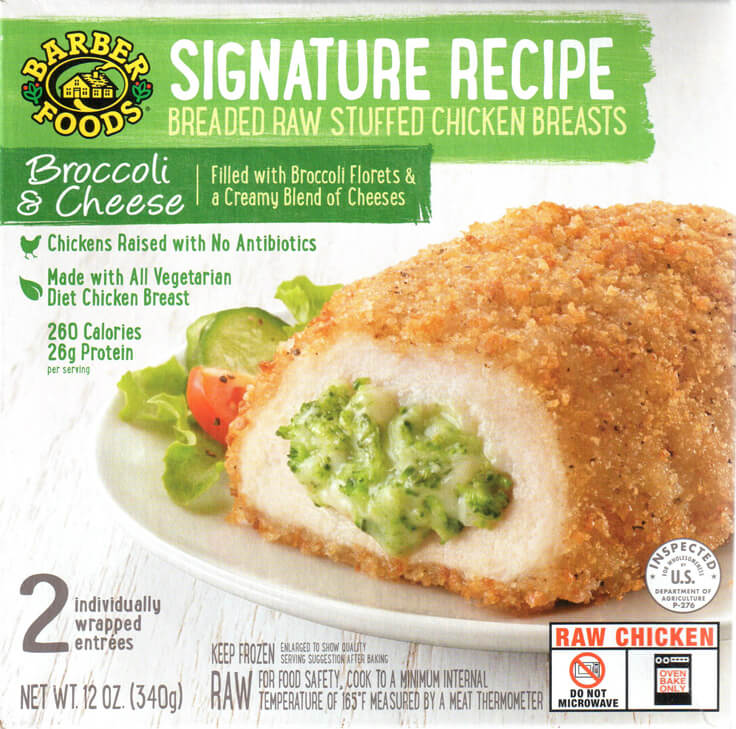 BARBER
FOODS
SIGNATURE RECIPE
BREADED RAW STUFFED CHICKEN BREASTS
Broccoli
& Cheese
Filled with Broccoli Florets &
a Creamy Blend of Cheeses
Chickens Raised with No Antibiotics
Made with All Vegetarian
Diet Chicken Breast
260 Calories
26g Protein
per serving
2 individually
wrapped
entrées
NET WT. 12 OZ. (340g)
KEEP FROZEN
ENLARGED TO SHOW QUALITY
SERVING SUGGESTION AFTER BAKING
RAW
FOR FOOD SAFETY, COOK TO A MINIMUM INTERNAL
TEMPERATURE OF 165°F MEASURED BY A MEAT THERMOMETER
INSPECTED
FOR WHOLESOMENESS
BY
U.S.
DEPARTMENT OF
AGRICULTURE
P-276
RAW CHICKEN
DO NOT
MICROWAVE
OVEN
BAKE
ONLY